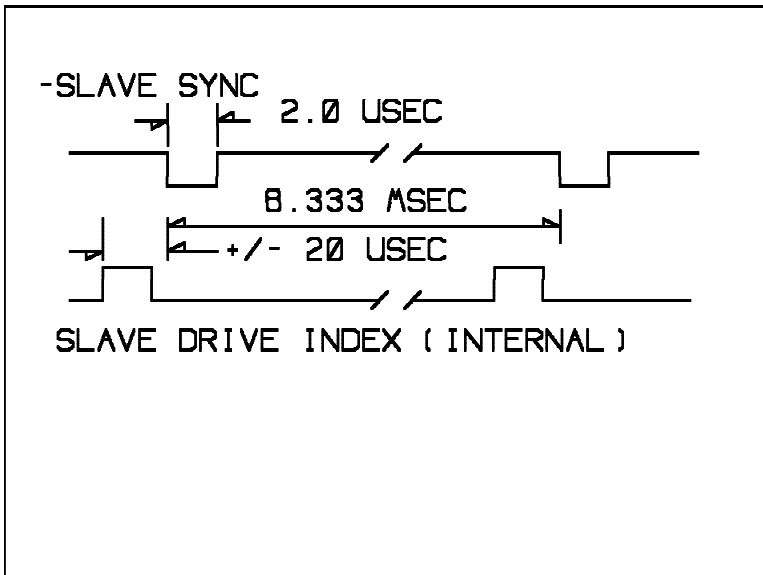 -SLAVE SYNC
2.0 USEC
8.333 MSEC
+/- 20 USEC
SLAVE DRIVE INDEX (INTERNAL)